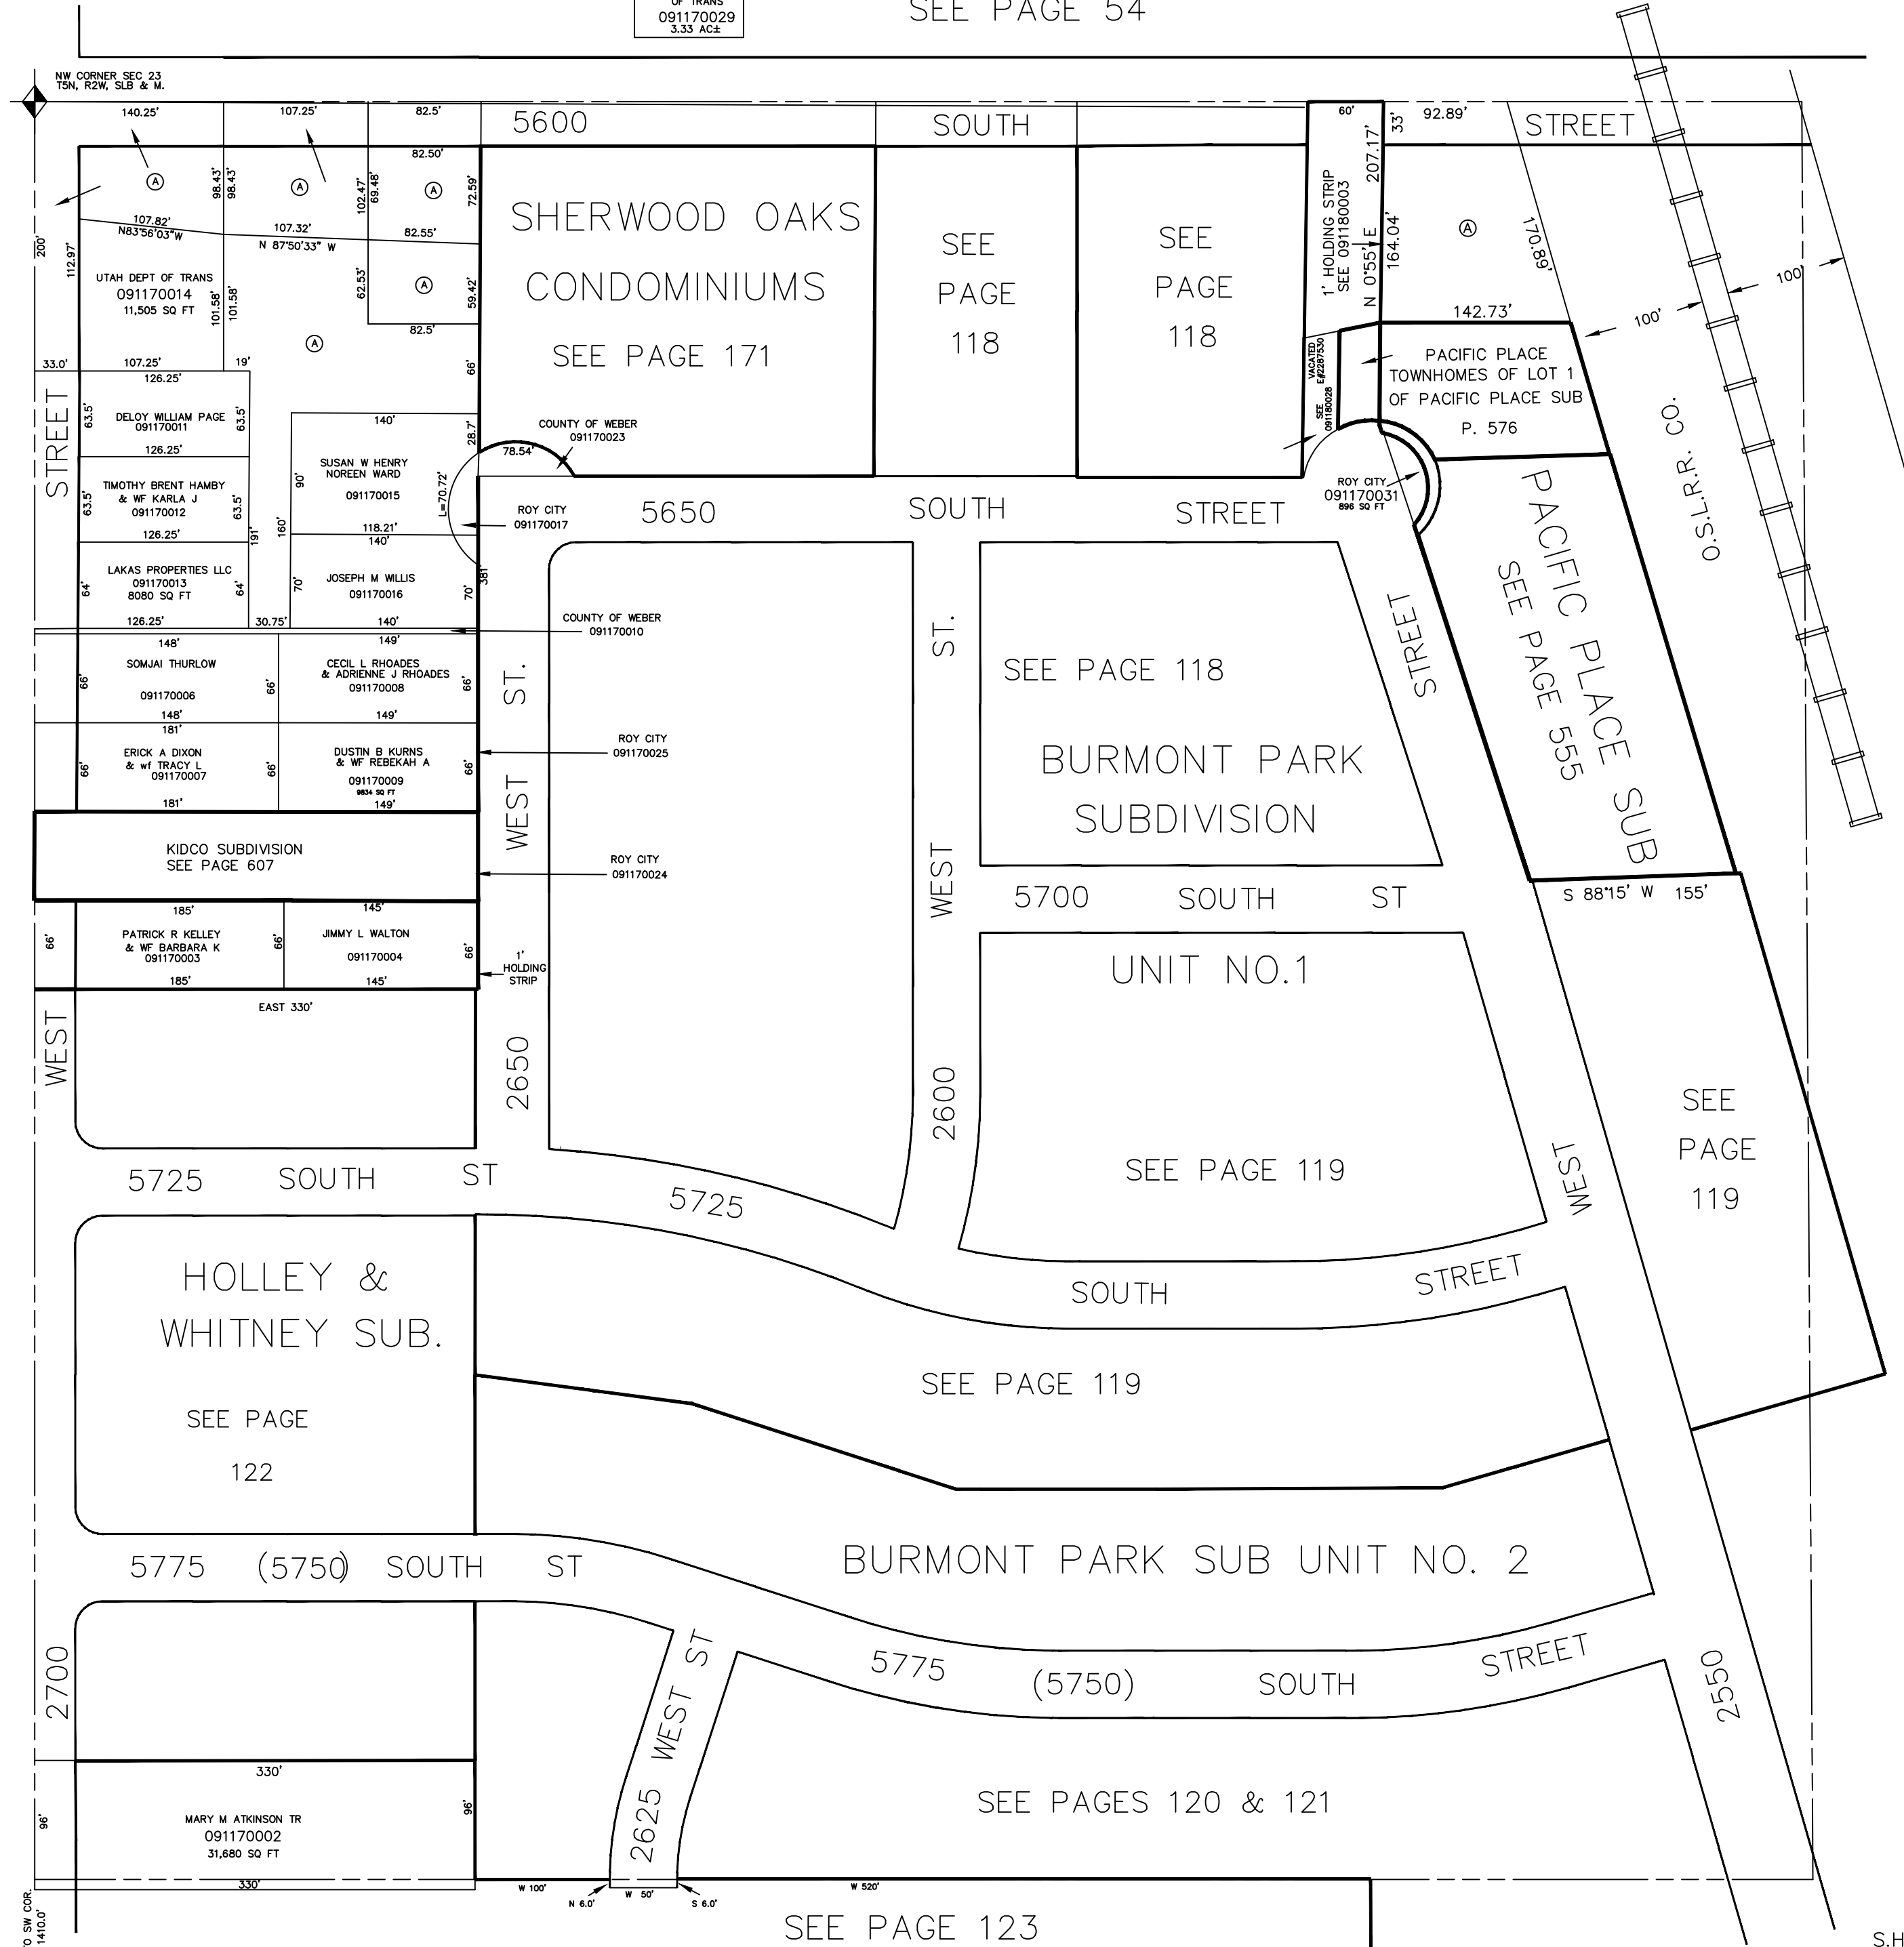 OF TRANS
091170029
3.33 AC±
SEE PAGE 54
NW CORNER SEC 23
T5N, R2W, SLB & M.
140.25'
107.25'
82.5'
5600
SOUTH
STREET
60'
33'
92.89'
82.50'
98.43'
98.43'
102.47'
69.48'
72.59'
A
A
A
107.82'
N83°56'03"W
107.32'
N 87°50'33" W
82.55'
200'
112.97'
UTAH DEPT OF TRANS
091170014
11,505 SQ FT
101.58'
101.58'
62.53'
59.42'
A
82.5'
A
33.0'
107.25'
19'
66'
SHERWOOD OAKS
CONDOMINIUMS
SEE PAGE 171
SEE
PAGE
118
SEE
PAGE
118
1' HOLDING STRIP
SEE 091180003
N 0°55' E
207.17'
164.04'
A
170.89'
142.73'
100'
100'
VACATED
E#2287530
SEE
091180028
PACIFIC PLACE
TOWNHOMES OF LOT 1
OF PACIFIC PLACE SUB
P. 576
O.S.L.R.R. CO.
STREET
126.25'
63.5'
DELOY WILLIAM PAGE
091170011
63.5'
126.25'
63.5'
TIMOTHY BRENT HAMBY
& WF KARLA J
091170012
63.5'
126.25'
191'
64'
LAKAS PROPERTIES LLC
091170013
8080 SQ FT
64'
126.25'
30.75'
140'
28.7'
90'
SUSAN W HENRY
NOREEN WARD
091170015
L=70.72'
160'
118.21'
140'
70'
JOSEPH M WILLIS
091170016
70'
381'
140'
78.54'
COUNTY OF WEBER
091170023
ROY CITY
091170017
5650
SOUTH
STREET
ROY CITY
091170031
896 SQ FT
COUNTY OF WEBER
091170010
148'
149'
66'
SOMJAI THURLOW
091170006
66'
CECIL L RHOADES
& ADRIENNE J RHOADES
091170008
66'
148'
149'
181'
66'
ERICK A DIXON
& wf TRACY L
091170007
66'
DUSTIN B KURNS
& WF REBEKAH A
091170009
9834 SQ FT
66'
181'
149'
ROY CITY
091170025
KIDCO SUBDIVISION
SEE PAGE 607
ROY CITY
091170024
185'
145'
66'
PATRICK R KELLEY
& WF BARBARA K
091170003
66'
JIMMY L WALTON
091170004
66'
185'
145'
1'
HOLDING
STRIP
EAST 330'
ST.
WEST
2650
ST.
WEST
2600
SEE PAGE 118
BURMONT PARK
SUBDIVISION
STREET
PACIFIC PLACE SUB
SEE PAGE 555
5700
SOUTH
ST
S 88°15' W 155'
UNIT NO.1
SEE PAGE 119
WEST
SEE
PAGE
119
WEST
5725
SOUTH
ST
5725
SOUTH
STREET
HOLLEY &
WHITNEY SUB.
SEE PAGE
122
SEE PAGE 119
5775
(5750)
SOUTH
ST
BURMONT PARK SUB UNIT NO. 2
5775
(5750)
SOUTH
STREET
2700
2550
2625 WEST ST
330'
96'
MARY M ATKINSON TR
091170002
31,680 SQ FT
96'
330'
SEE PAGES 120 & 121
W 100'
N 6.0'
W 50'
S 6.0'
W 520'
SEE PAGE 123
SW COR.
1410.0'
S.H